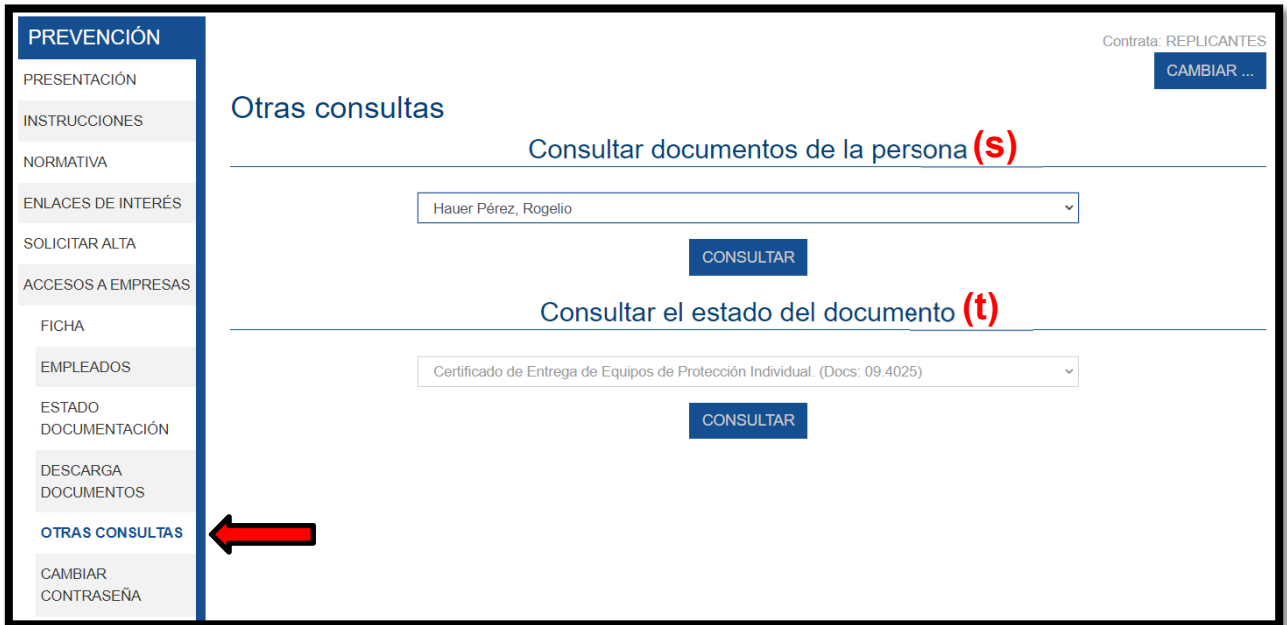 PREVENCIÓN
PRESENTACIÓN
INSTRUCCIONES
NORMATIVA
ENLACES DE INTERÉS
SOLICITAR ALTA
ACCESOS A EMPRESAS
FICHA
EMPLEADOS
ESTADO
DOCUMENTACIÓN
DESCARGA
DOCUMENTOS
OTRAS CONSULTAS
CAMBIAR
CONTRASEÑA
Contrata: REPLICANTES
CAMBIAR ...
Otras consultas
Consultar documentos de la persona (s)
Hauer Pérez, Rogelio
CONSULTAR
Consultar el estado del documento (t)
Certificado de Entrega de Equipos de Protección Individual. (Docs: 09.4025)
CONSULTAR